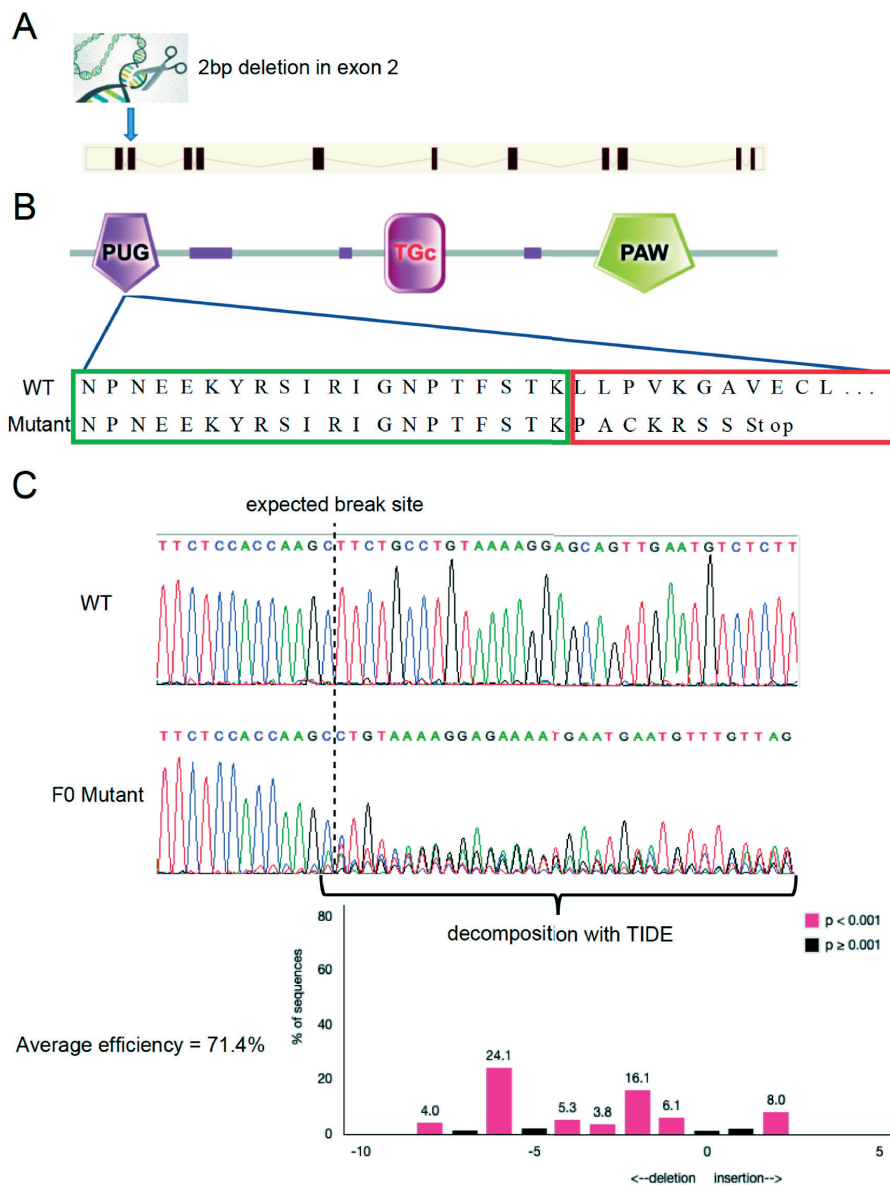 A
2bp deletion in exon 2
B
PUG
TGc
PAW
WT N P N E E K Y R S I R I G N P T F S T K L L P V K G A V E C L ...
Mutant N P N E E K Y R S I R I G N P T F S T K P A C K R S S Stop
C
expected break site
TTCTCCACCAAGCTTCTGCCTGTAAAAGGAGCAGTTGAATGTCTCTT
WT
TTCTCCACCAAGCCTGTAAAAGGAGAAAATGAATGAATGTTTGTTAG
F0 Mutant
decomposition with TIDE
p < 0.001
p ≥ 0.001
Average efficiency = 71.4%
% of sequences
80
60
40
20
0
4.0
24.1
5.3
3.8
16.1
6.1
8.0
-10
-5
0
5
<--deletion insertion-->